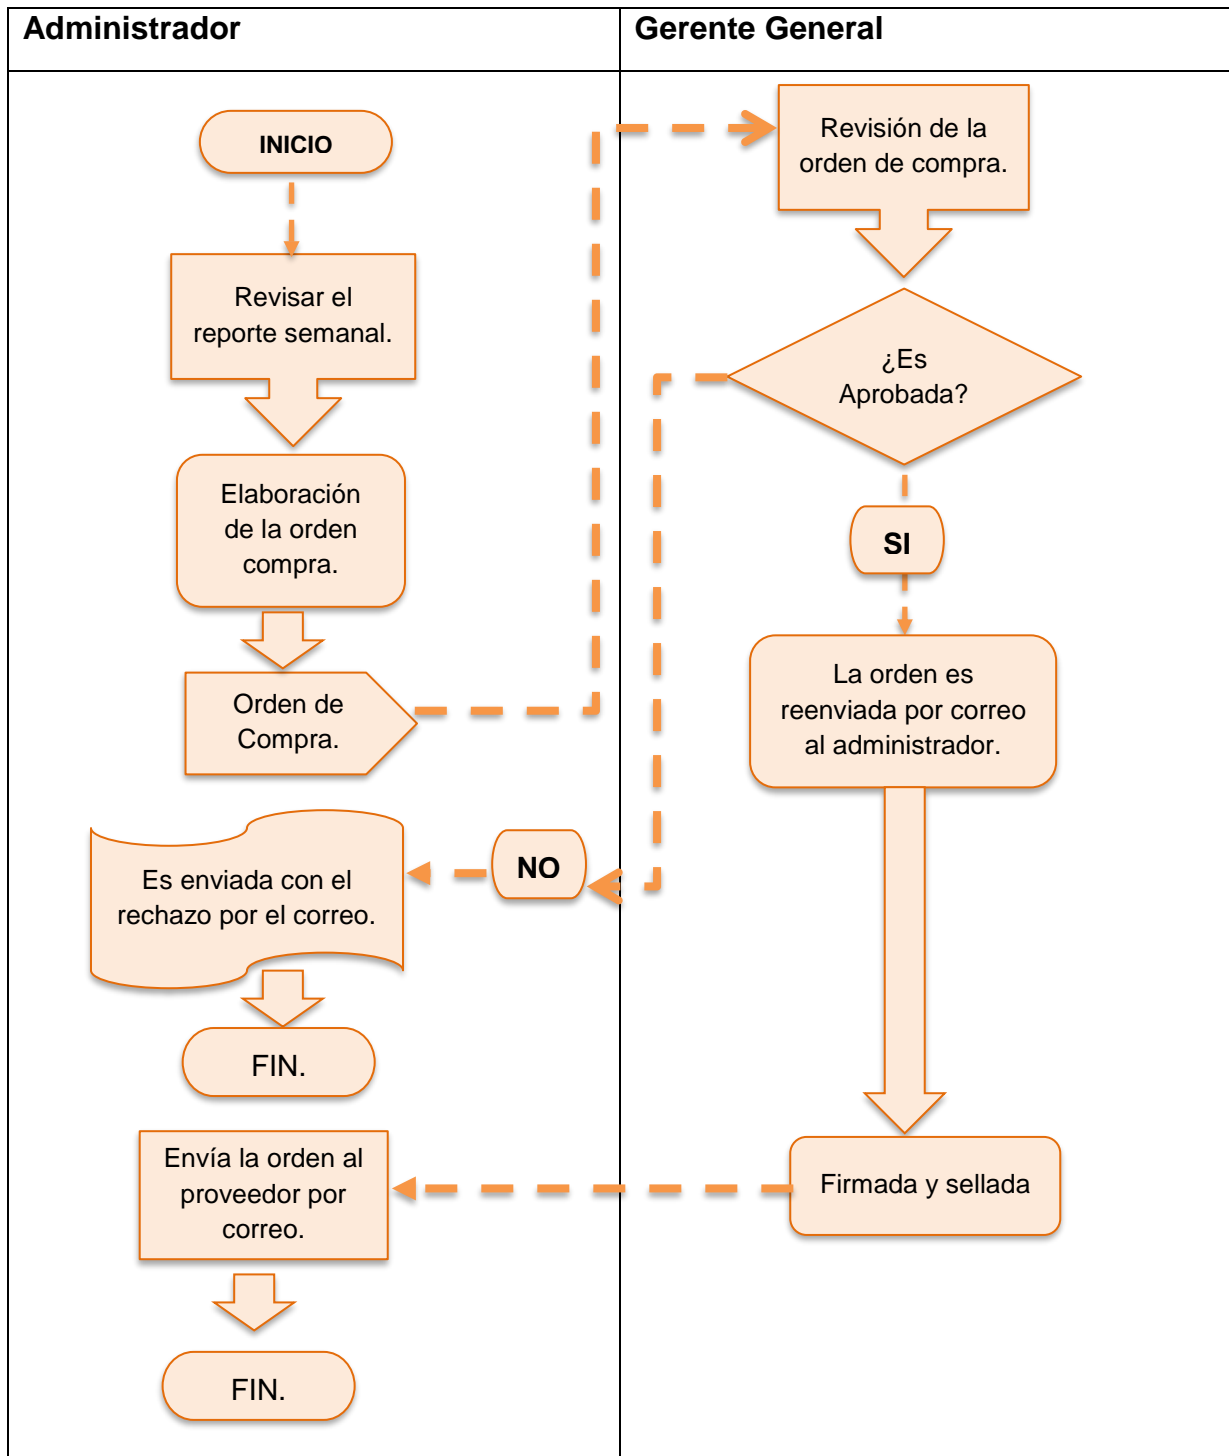 Administrador
Gerente General
INICIO
Revisar el
reporte semanal.
Elaboración
de la orden
compra.
Orden de
Compra.
Revisión de la
orden de compra.
¿Es
Aprobada?
SI
La orden es
reenviada por correo
al administrador.
NO
Es enviada con el
rechazo por el correo.
FIN.
Firmada y sellada
Envía la orden al
proveedor por
correo.
FIN.